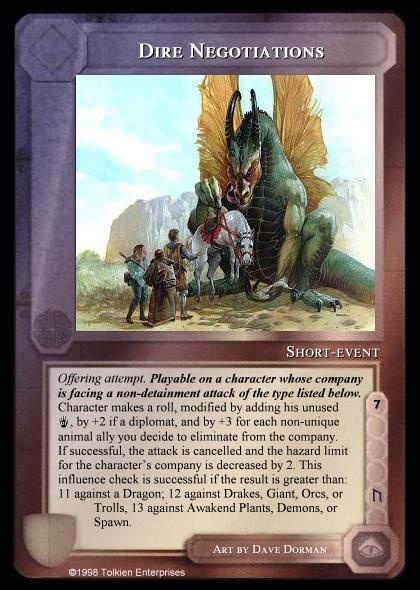 DIRE NEGOTIATIONS
SHORT-EVENT
Offering attempt. Playable on a character whose company
is facing a non-detainment attack of the type listed below.
Character makes a roll, modified by adding his unused
, by +2 if a diplomat, and by +3 for each non-unique
animal ally you decide to eliminate from the company.
If successful, the attack is cancelled and the hazard limit
for the character's company is decreased by 2. This
influence check is successful if the result is greater than:
11 against a Dragon; 12 against Drakes, Giant, Orcs, or
Trolls, 13 against Awakend Plants, Demons, or
Spawn.
7
ART BY DAVE DORMAN
©1998 Tolkien Enterprises